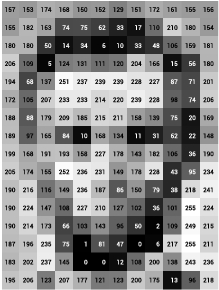 157 153 174 168 150 152 129 151 172 161 155 156
155 182 163 74 75 62 33 17 110 210 180 154
180 180 50 14 34 6 10 33 48 106 159 181
206 109 5 124 131 111 120 204 166 15 56 180
194 68 137 251 237 239 239 228 227 87 71 201
172 105 207 233 233 214 220 239 228 98 74 206
188 88 179 209 185 215 211 158 139 75 20 169
189 97 165 84 10 168 134 11 31 62 22 148
199 168 191 193 158 227 178 143 182 106 36 190
205 174 155 252 236 231 149 178 228 43 95 234
190 216 116 149 236 187 86 150 79 38 218 241
190 224 147 108 227 210 127 102 36 101 255 224
190 214 173 66 103 143 96 50 2 109 249 215
187 196 235 75 1 81 47 0 6 217 255 211
183 202 237 145 0 0 12 108 200 138 243 236
195 206 123 207 177 121 123 200 175 13 96 218